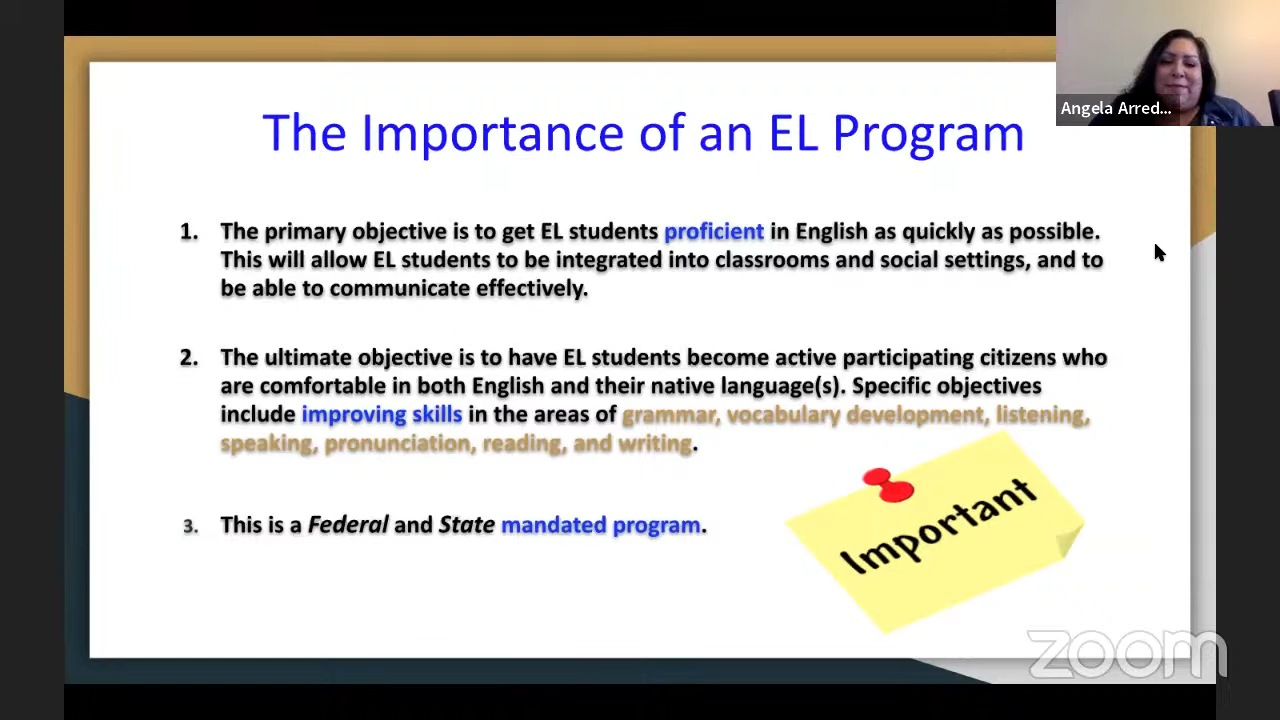 The Importance of an EL Program
Angela Arred...
1. The primary objective is to get EL students proficient in English as quickly as possible.
This will allow EL students to be integrated into classrooms and social settings, and to
be able to communicate effectively.
2. The ultimate objective is to have EL students become active participating citizens who
are comfortable in both English and their native language(s). Specific objectives
include improving skills in the areas of grammar, vocabulary development, listening,
speaking, pronunciation, reading, and writing.
3. This is a Federal and State mandated program.
Important
zoom